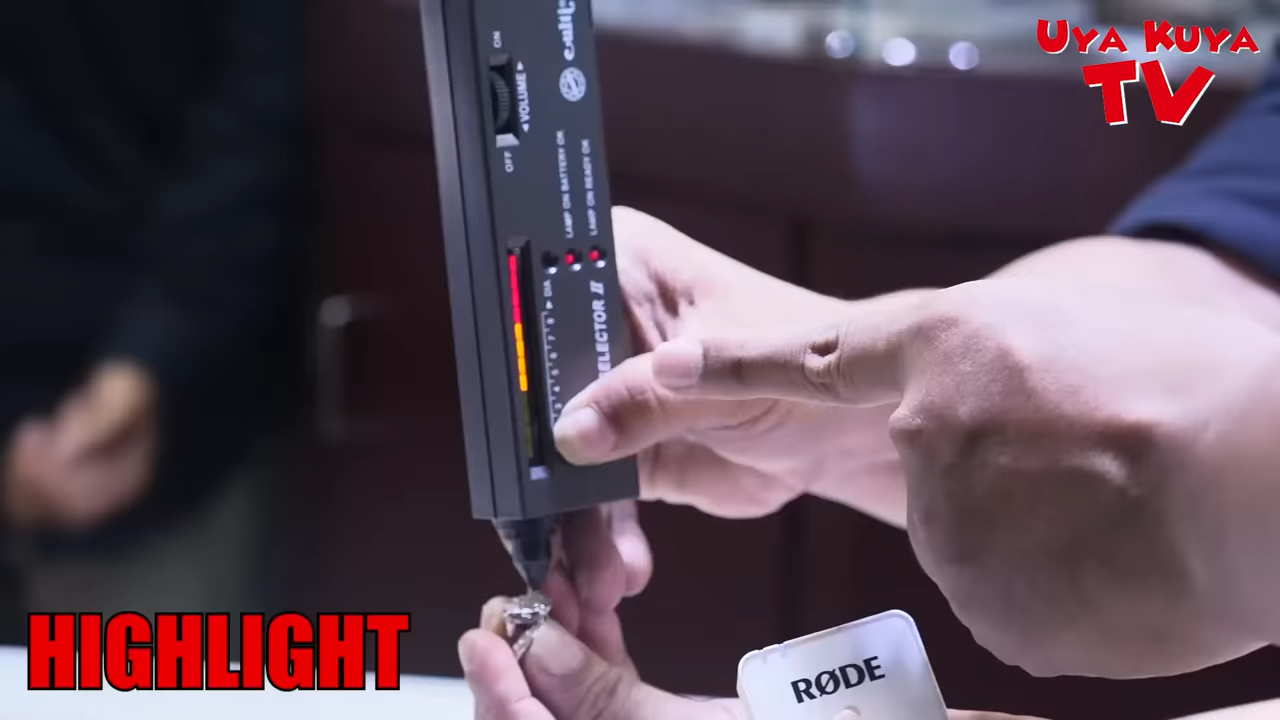 UYA KUYA
TV
ON
◄VOLUME►
OFF
LAMP ON BATTERY OK
LAMP ON READY OK
DIA
ELECTOR II
HIGHLIGHT
RØDE